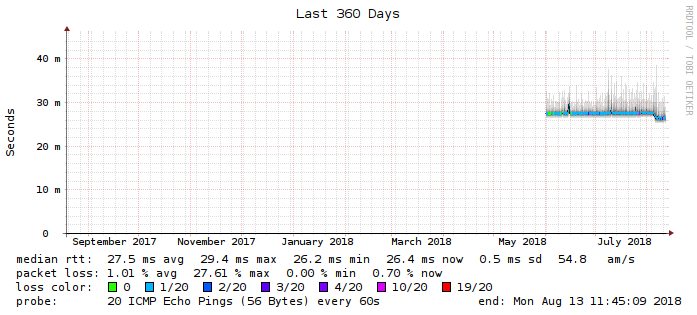 Last 360 Days
RRDTOOL / TOBI OETIKER
Seconds
40 m
30 m
20 m
10 m
0
September 2017 November 2017 January 2018 March 2018 May 2018 July 2018
median rtt: 27.5 ms avg 29.4 ms max 26.2 ms min 26.4 ms now 0.5 ms sd 54.8 am/s
packet loss: 1.01 % avg 27.61 % max 0.00 % min 0.70 % now
loss color: 0 1/20 2/20 3/20 4/20 10/20 19/20
probe: 20 ICMP Echo Pings (56 Bytes) every 60s end: Mon Aug 13 11:45:09 2018